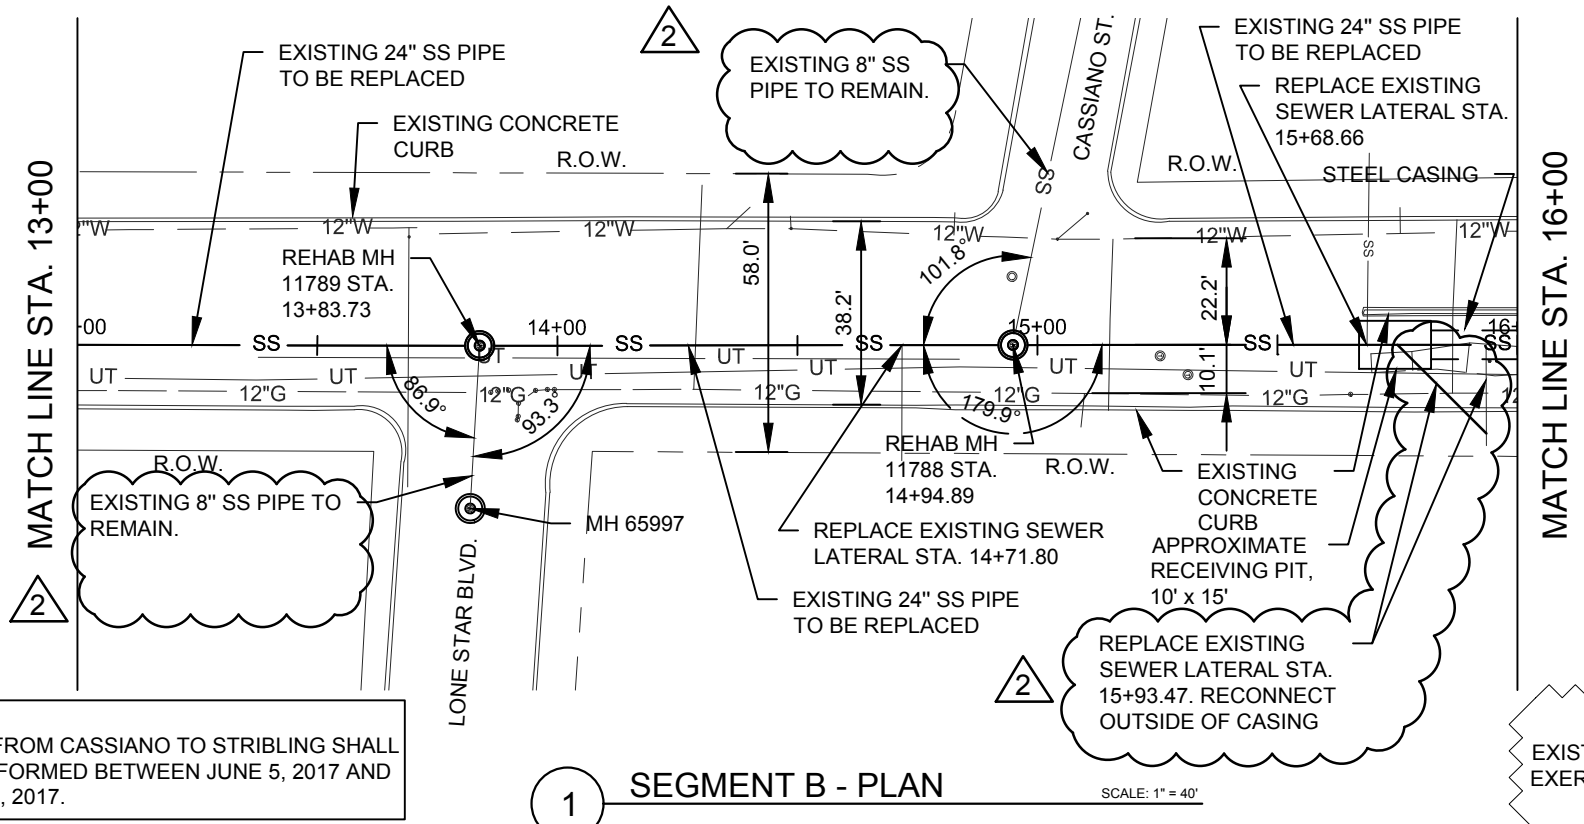 EXISTING 24" SS PIPE
TO BE REPLACED
EXISTING CONCRETE
CURB
2
EXISTING 8" SS
PIPE TO REMAIN.
CASSIANO ST.
EXISTING 24" SS PIPE
TO BE REPLACED
REPLACE EXISTING
SEWER LATERAL STA.
15+68.66
STEEL CASING
R.O.W.
R.O.W.
MATCH LINE STA. 13+00
MATCH LINE STA. 16+00
12"W
12"W
12"W
12"W
12"W
SS
SS
REHAB MH
11789 STA.
13+83.73
58.0'
38.2'
101.8°
22.2'
10.1'
14+00
15+00
SS
SS
SS
SS
SS
UT
UT
UT
UT
UT
UT
UT
12"G
12"G
12"G
12"G
12"G
86.9°
93.3°
179.9°
R.O.W.
R.O.W.
EXISTING 8" SS PIPE TO
REMAIN.
2
MH 65997
LONE STAR BLVD.
REHAB MH
11788 STA.
14+94.89
REPLACE EXISTING SEWER
LATERAL STA. 14+71.80
EXISTING 24" SS PIPE
TO BE REPLACED
EXISTING
CONCRETE
CURB
APPROXIMATE
RECEIVING PIT,
10' x 15'
2
REPLACE EXISTING
SEWER LATERAL STA.
15+93.47. RECONNECT
OUTSIDE OF CASING
FROM CASSIANO TO STRIBLING SHALL
FORMED BETWEEN JUNE 5, 2017 AND
, 2017.
1
SEGMENT B - PLAN
SCALE: 1" = 40'